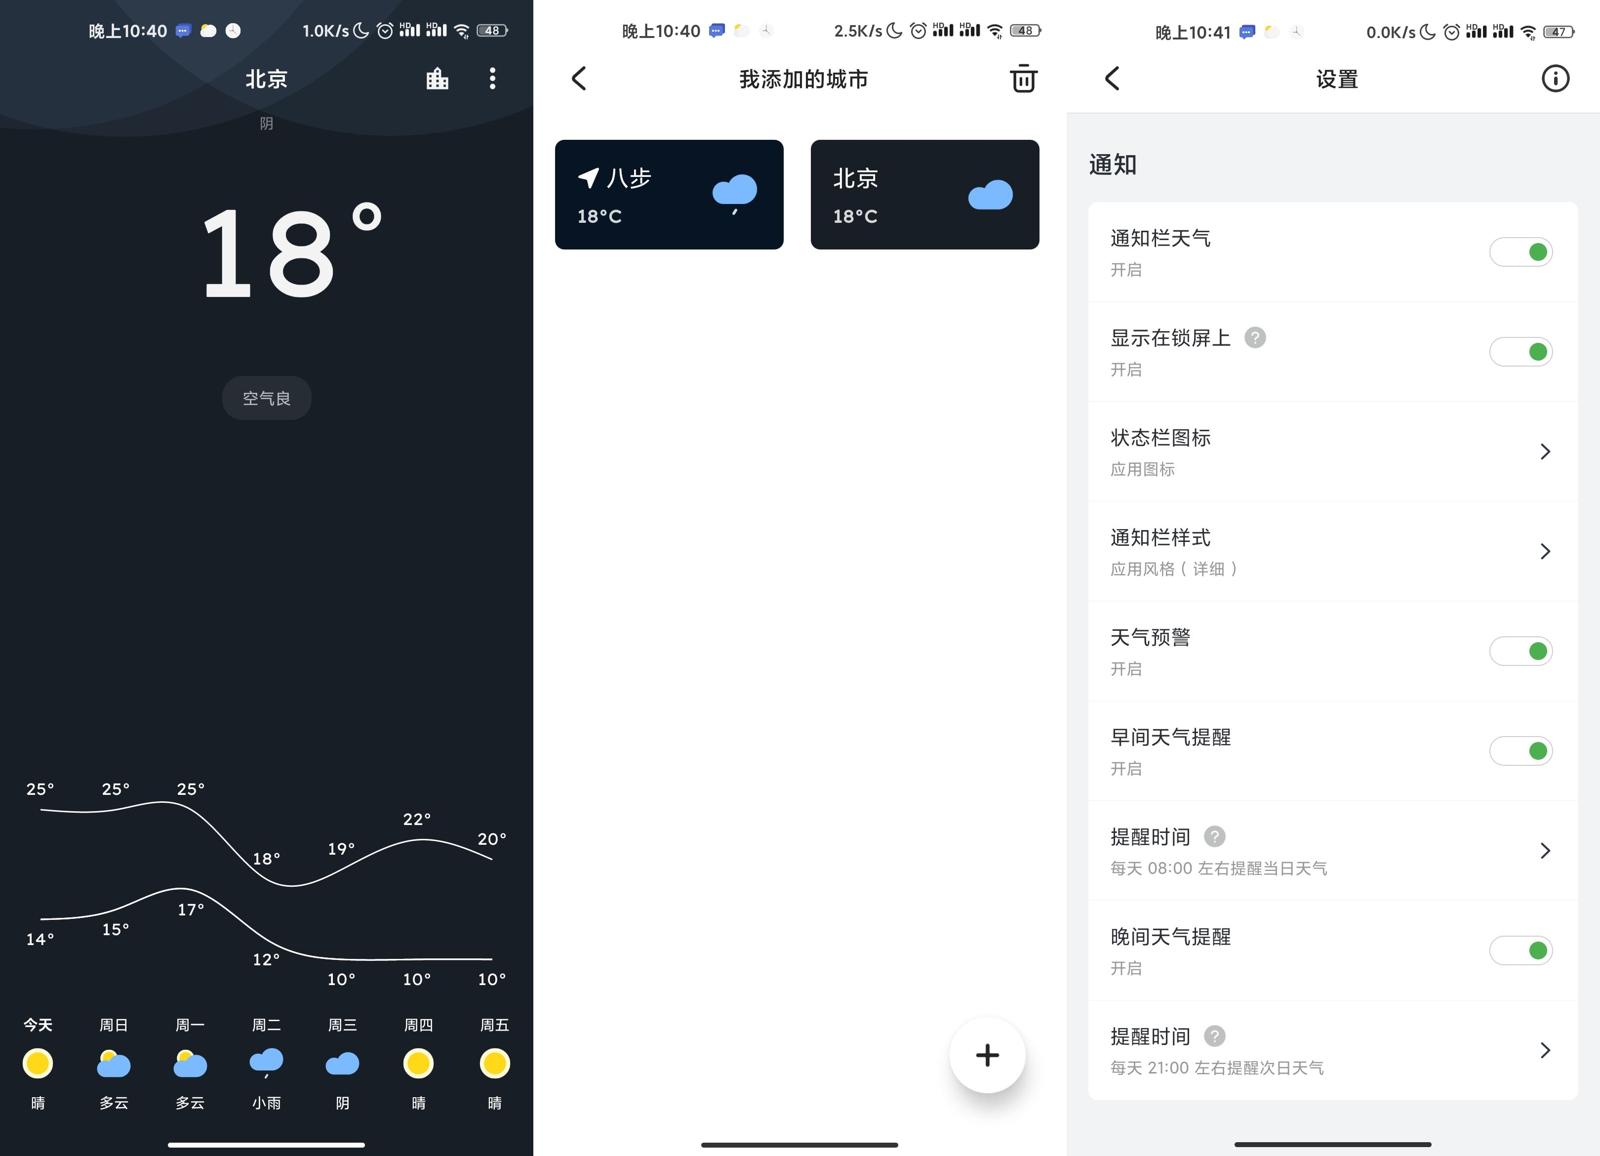 晚上10:40
1.0K/s
HD
HD
48
北京
阴
18°
空气良
25° 25° 25° 18° 19° 22° 20°
14° 15° 17° 12° 10° 10° 10°
今天 周日 周一 周二 周三 周四 周五
晴 多云 多云 小雨 阴 晴 晴
晚上10:40
2.5K/s
HD
HD
48
我添加的城市
八步
18°C
北京
18°C
晚上10:41
0.0K/s
HD
HD
47
设置
通知
通知栏天气
开启
显示在锁屏上 ?
开启
状态栏图标
应用图标
通知栏样式
应用风格（详细）
天气预警
开启
早间天气提醒
开启
提醒时间 ?
每天 08:00 左右提醒当日天气
晚间天气提醒
开启
提醒时间 ?
每天 21:00 左右提醒次日天气